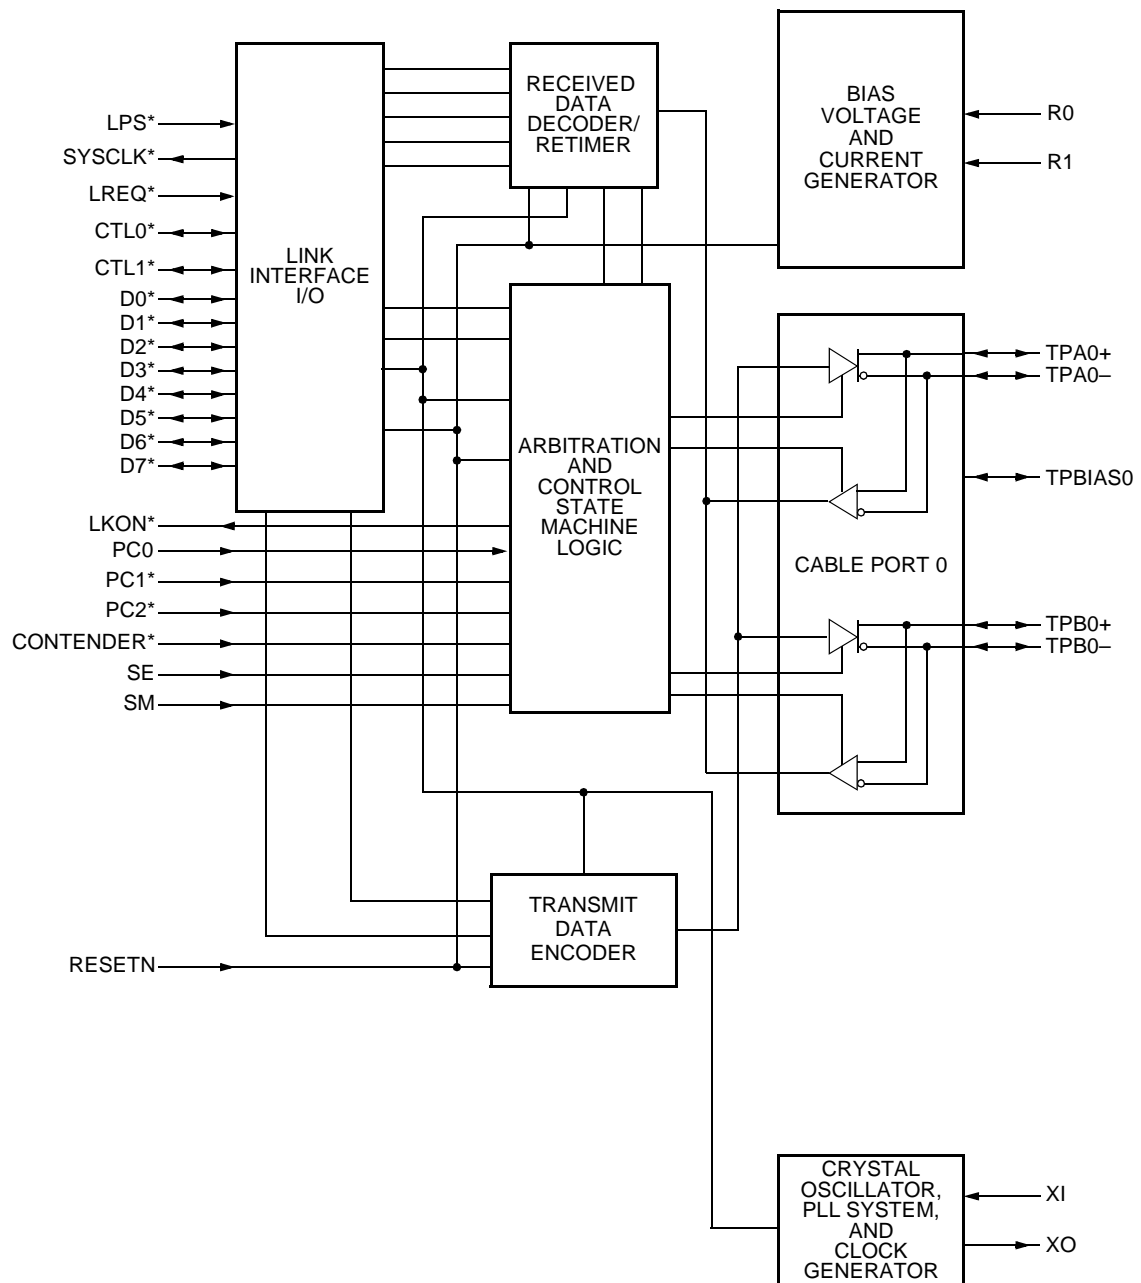 LPS*
SYSCLK*
LREQ*
CTL0*
CTL1*
D0*
D1*
D2*
D3*
D4*
D5*
D6*
D7*
LKON*
PC0
PC1*
PC2*
CONTENDER*
SE
SM
RESETN
LINK
INTERFACE
I/O
RECEIVED
DATA
DECODER/
RETIMER
ARBITRATION
AND
CONTROL
STATE
MACHINE
LOGIC
TRANSMIT
DATA
ENCODER
BIAS
VOLTAGE
AND
CURRENT
GENERATOR
R0
R1
CABLE PORT 0
TPA0+
TPA0–
TPBIAS0
TPB0+
TPB0–
CRYSTAL
OSCILLATOR,
PLL SYSTEM,
AND
CLOCK
GENERATOR
XI
XO